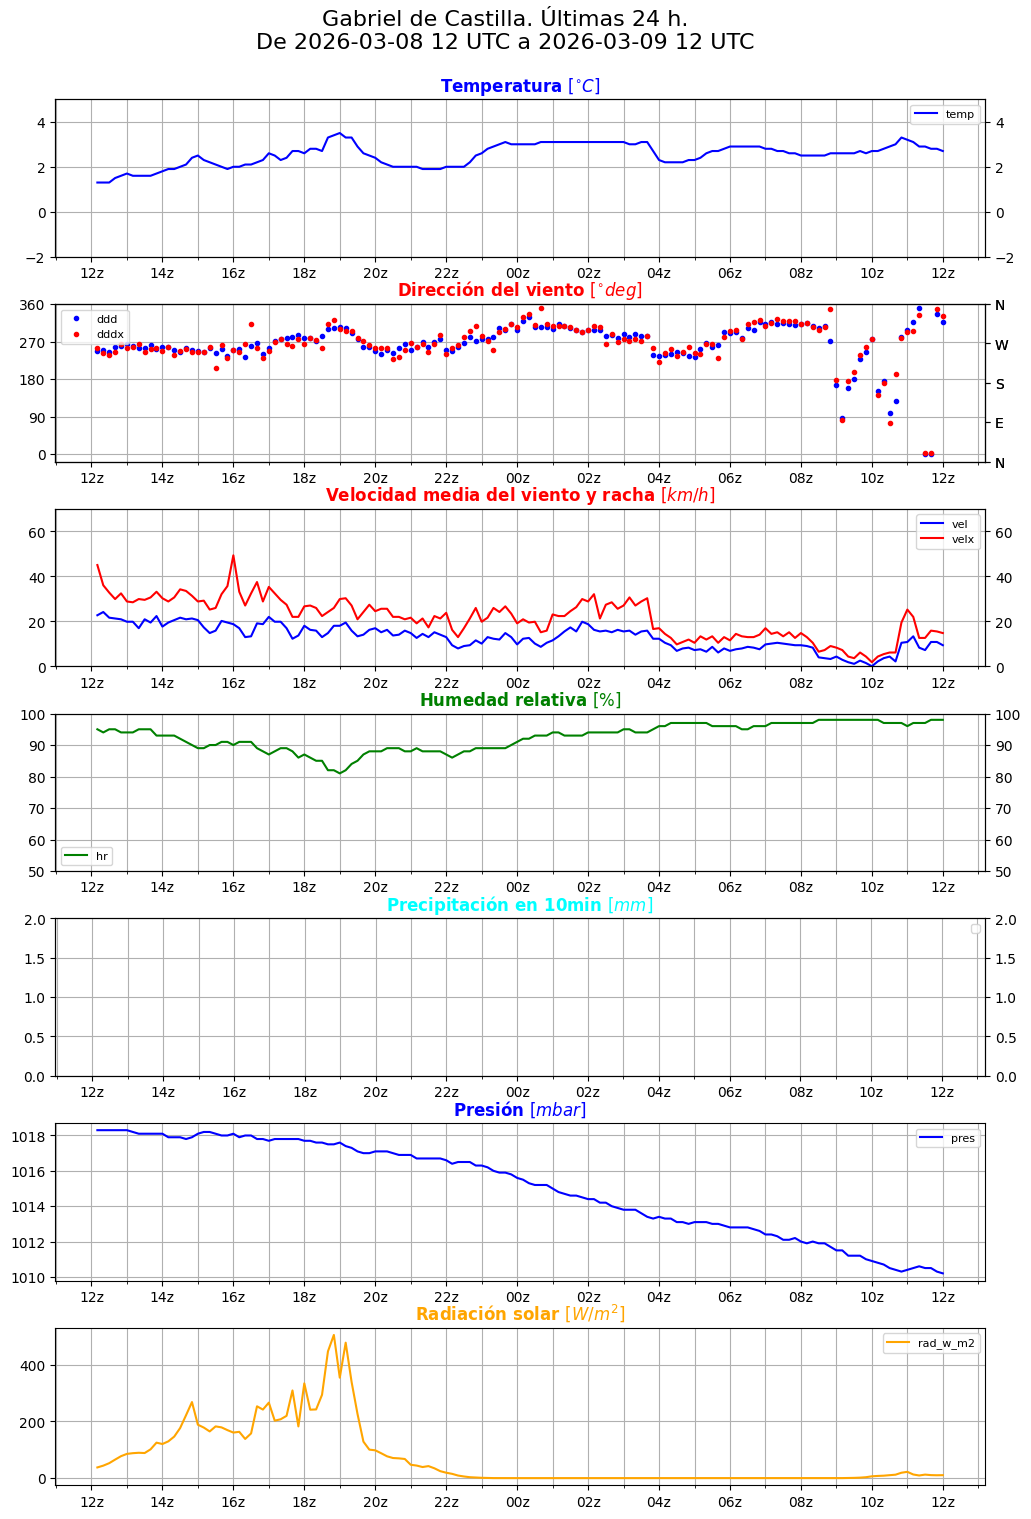 Gabriel de Castilla. Últimas 24 h.
De 2026-03-08 12 UTC a 2026-03-09 12 UTC
Temperatura [°C]
temp
4 4
2 2
0 0
−2 −2
12z 14z 16z 18z 20z 22z 00z 02z 04z 06z 08z 10z 12z
Dirección del viento [°deg]
ddd
dddx
360 N
270 W
180 S
90 E
0 N
12z 14z 16z 18z 20z 22z 00z 02z 04z 06z 08z 10z 12z
Velocidad media del viento y racha [km/h]
vel
velx
60 60
40 40
20 20
0 0
12z 14z 16z 18z 20z 22z 00z 02z 04z 06z 08z 10z 12z
Humedad relativa [%]
100 100
90 90
80 80
70 70
60 60
50 50
hr
12z 14z 16z 18z 20z 22z 00z 02z 04z 06z 08z 10z 12z
Precipitación en 10min [mm]
2.0 2.0
1.5 1.5
1.0 1.0
0.5 0.5
0.0 0.0
12z 14z 16z 18z 20z 22z 00z 02z 04z 06z 08z 10z 12z
Presión [mbar]
pres
1018
1016
1014
1012
1010
12z 14z 16z 18z 20z 22z 00z 02z 04z 06z 08z 10z 12z
Radiación solar [W/m²]
rad_w_m2
400
200
0
12z 14z 16z 18z 20z 22z 00z 02z 04z 06z 08z 10z 12z